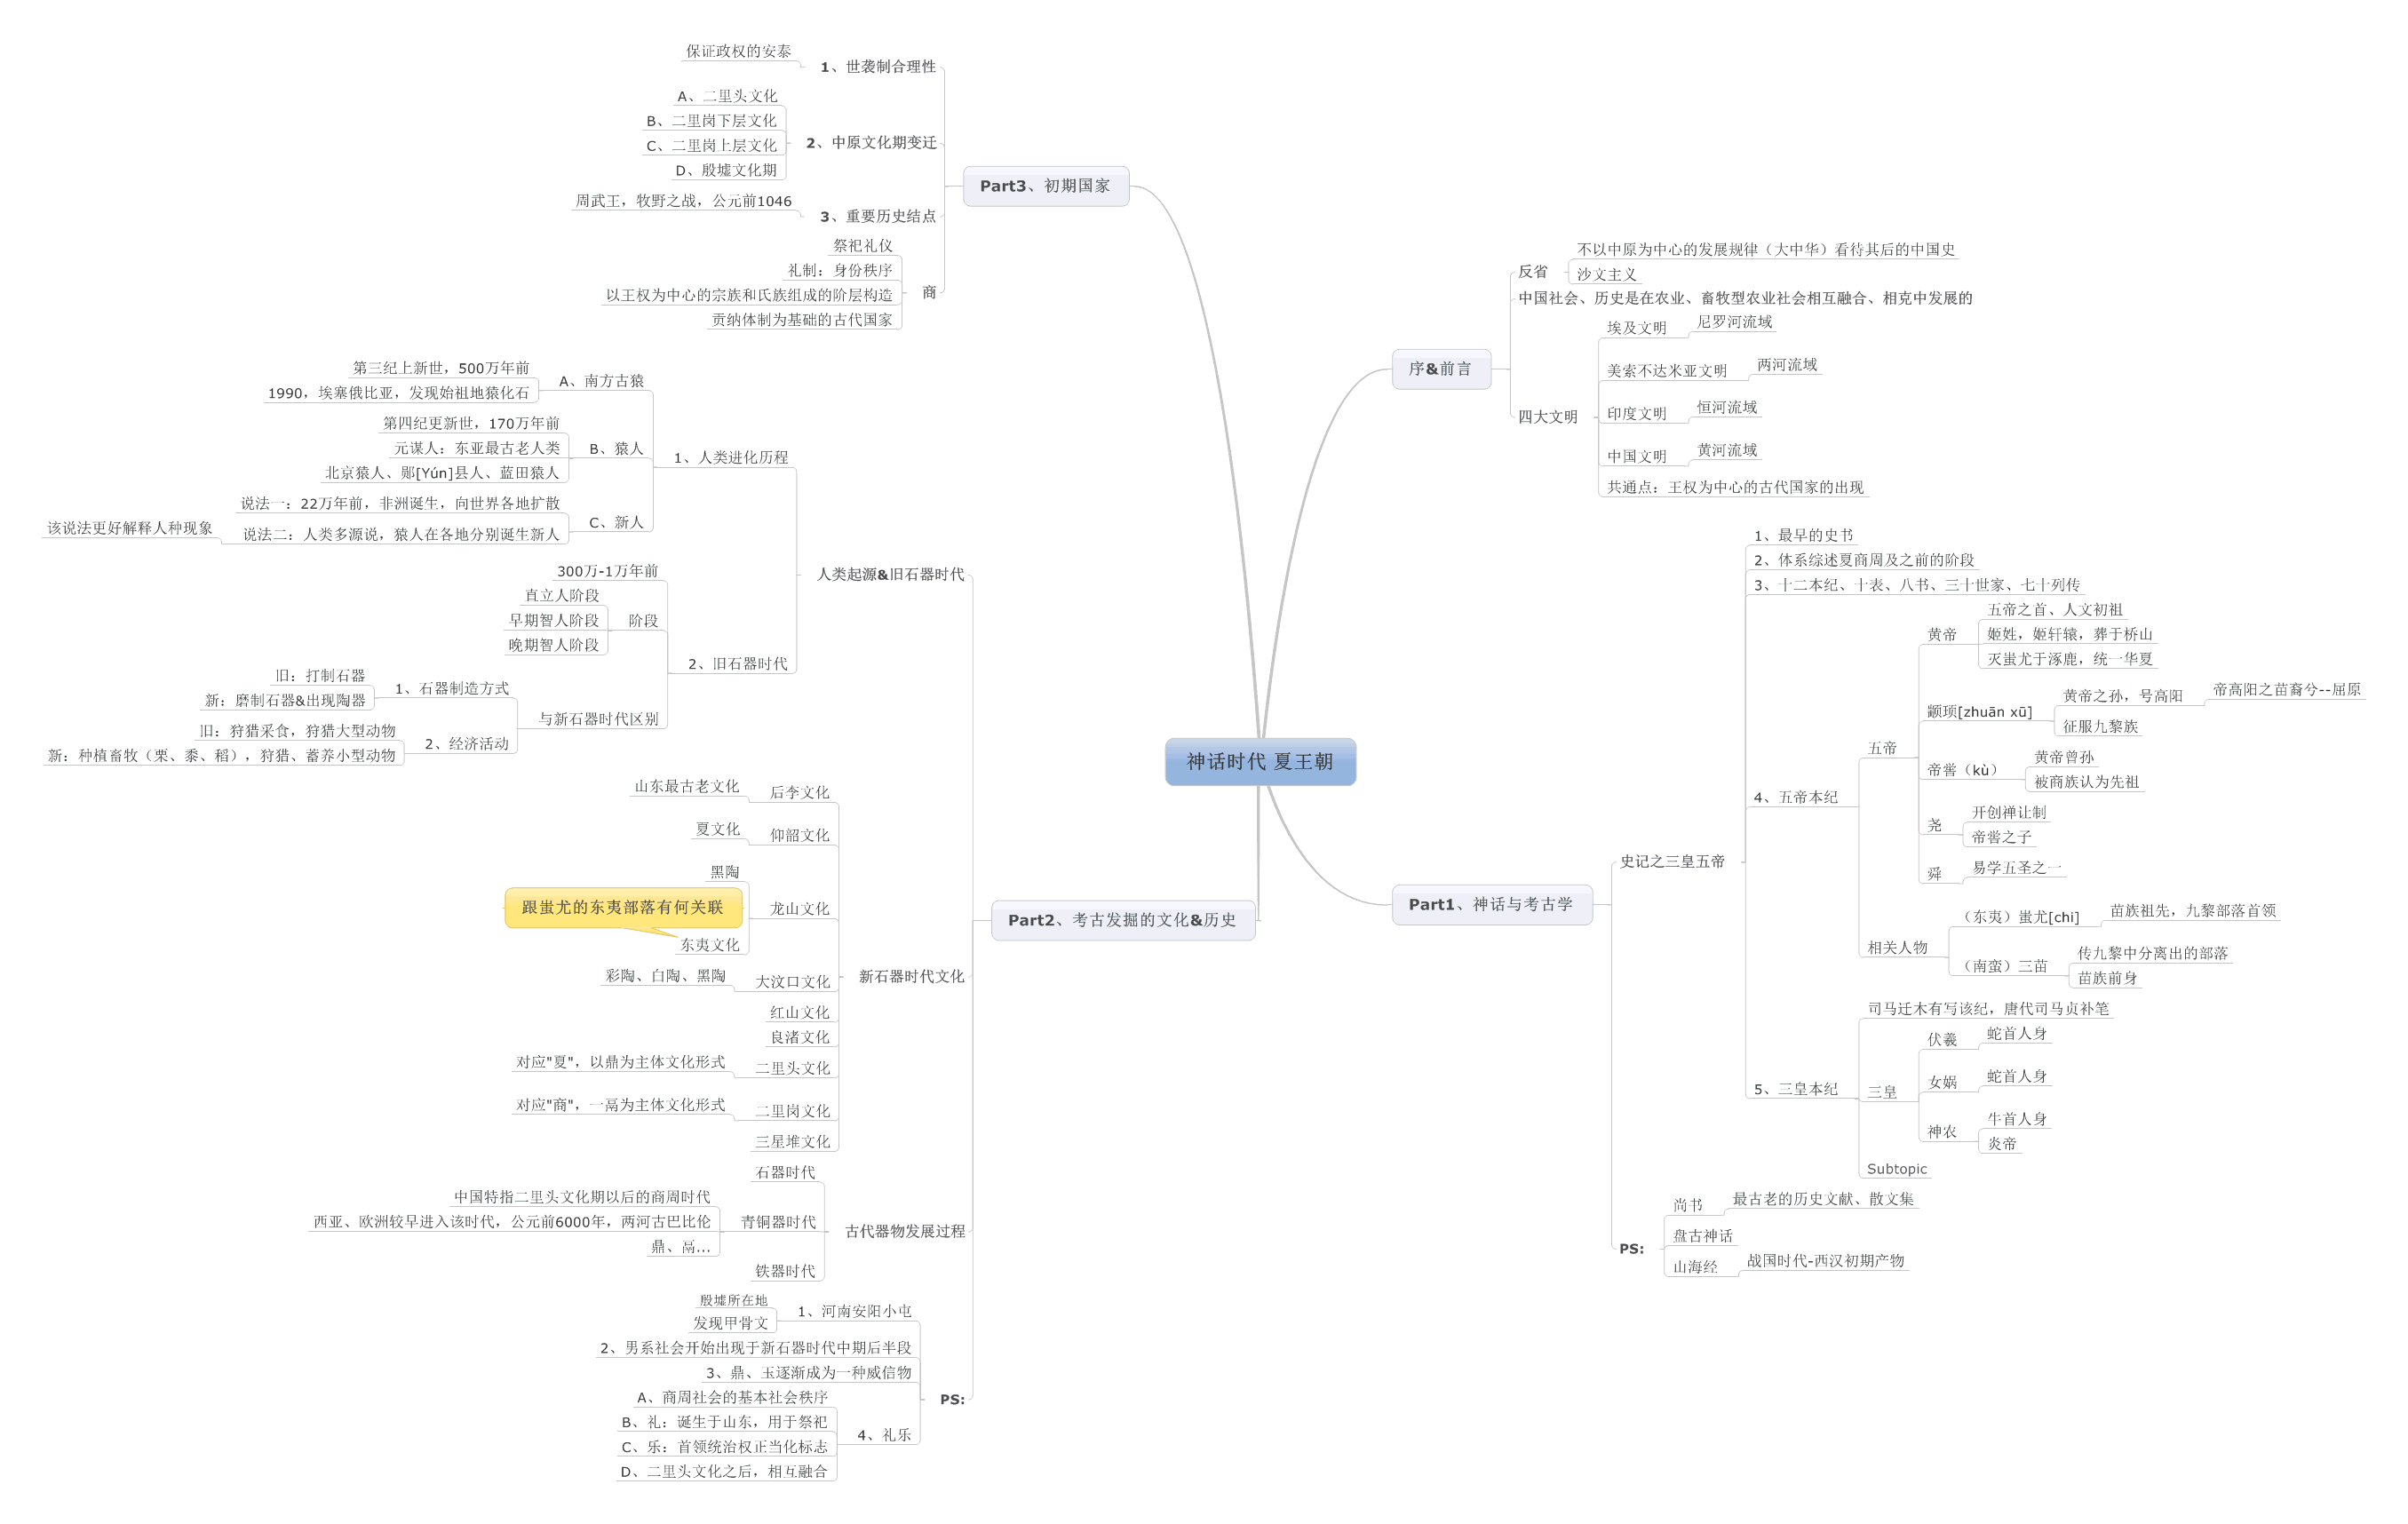 神话时代 夏王朝
序&前言
反省
不以中原为中心的发展规律（大中华）看待其后的中国史
沙文主义
中国社会、历史是在农业、畜牧型农业社会相互融合、相克中发展的
四大文明
埃及文明
尼罗河流域
美索不达米亚文明
两河流域
印度文明
恒河流域
中国文明
黄河流域
共通点：王权为中心的古代国家的出现
Part1、神话与考古学
史记之三皇五帝
1、最早的史书
2、体系综述夏商周及之前的阶段
3、十二本纪、十表、八书、三十世家、七十列传
4、五帝本纪
五帝
黄帝
五帝之首、人文初祖
姬姓，姬轩辕，葬于桥山
灭蚩尤于涿鹿，统一华夏
颛顼[zhuān xū]
黄帝之孙，号高阳
帝高阳之苗裔兮--屈原
征服九黎族
帝喾（kù）
黄帝曾孙
被商族认为先祖
尧
开创禅让制
帝喾之子
舜
易学五圣之一
相关人物
（东夷）蚩尤[chi]
苗族祖先，九黎部落首领
（南蛮）三苗
传九黎中分离出的部落
苗族前身
5、三皇本纪
司马迁木有写该纪，唐代司马贞补笔
三皇
伏羲
蛇首人身
女娲
蛇首人身
神农
牛首人身
炎帝
Subtopic
PS:
尚书
最古老的历史文献、散文集
盘古神话
山海经
战国时代-西汉初期产物
Part2、考古发掘的文化&历史
人类起源&旧石器时代
1、人类进化历程
A、南方古猿
第三纪上新世，500万年前
1990，埃塞俄比亚，发现始祖地猿化石
B、猿人
第四纪更新世，170万年前
元谋人：东亚最古老人类
北京猿人、郧[Yún]县人、蓝田猿人
C、新人
说法一：22万年前，非洲诞生，向世界各地扩散
说法二：人类多源说，猿人在各地分别诞生新人
该说法更好解释人种现象
2、旧石器时代
300万-1万年前
阶段
直立人阶段
早期智人阶段
晚期智人阶段
与新石器时代区别
1、石器制造方式
旧：打制石器
新：磨制石器&出现陶器
2、经济活动
旧：狩猎采食，狩猎大型动物
新：种植畜牧（栗、黍、稻），狩猎、蓄养小型动物
新石器时代文化
后李文化
山东最古老文化
仰韶文化
夏文化
龙山文化
黑陶
东夷文化
跟蚩尤的东夷部落有何关联
大汶口文化
彩陶、白陶、黑陶
红山文化
良渚文化
二里头文化
对应"夏"，以鼎为主体文化形式
二里岗文化
对应"商"，一鬲为主体文化形式
三星堆文化
古代器物发展过程
石器时代
青铜器时代
中国特指二里头文化期以后的商周时代
西亚、欧洲较早进入该时代，公元前6000年，两河古巴比伦
鼎、鬲...
铁器时代
PS:
1、河南安阳小屯
殷墟所在地
发现甲骨文
2、男系社会开始出现于新石器时代中期后半段
3、鼎、玉逐渐成为一种威信物
4、礼乐
A、商周社会的基本社会秩序
B、礼：诞生于山东，用于祭祀
C、乐：首领统治权正当化标志
D、二里头文化之后，相互融合
Part3、初期国家
1、世袭制合理性
保证政权的安泰
2、中原文化期变迁
A、二里头文化
B、二里岗下层文化
C、二里岗上层文化
D、殷墟文化期
3、重要历史结点
周武王，牧野之战，公元前1046
商
祭祀礼仪
礼制：身份秩序
以王权为中心的宗族和氏族组成的阶层构造
贡纳体制为基础的古代国家